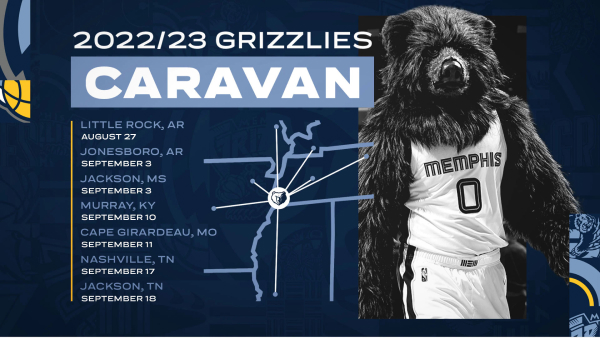 2022/23 GRIZZLIES
CARAVAN
LITTLE ROCK, AR
AUGUST 27
JONESBORO, AR
SEPTEMBER 3
JACKSON, MS
SEPTEMBER 3
MURRAY, KY
SEPTEMBER 10
CAPE GIRARDEAU, MO
SEPTEMBER 11
NASHVILLE, TN
SEPTEMBER 17
JACKSON, TN
SEPTEMBER 18
MEMPHIS
0